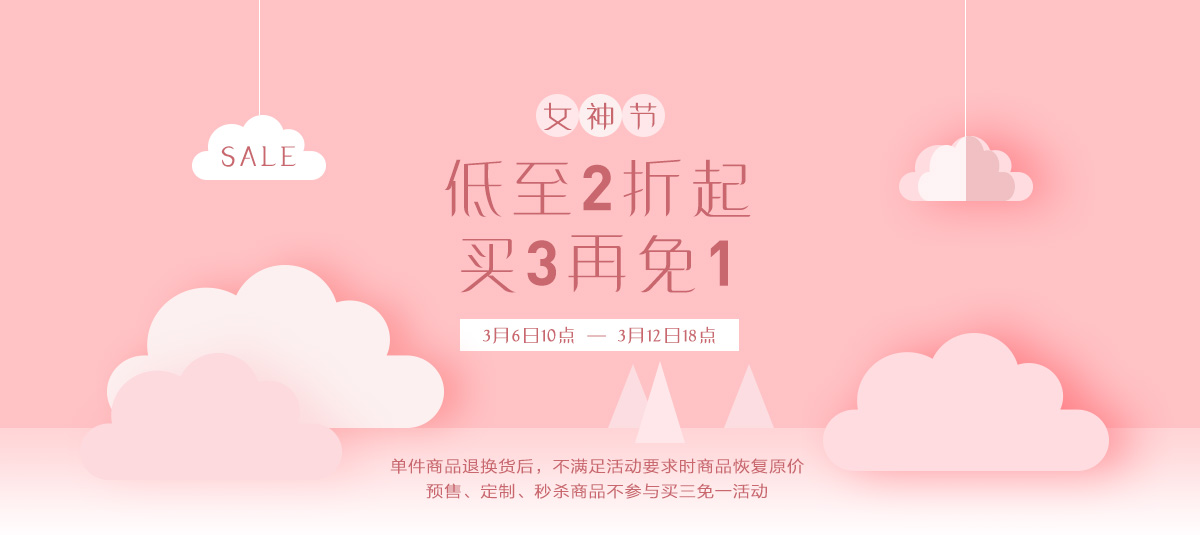 女神节
SALE
低至2折起
买3再免1
3月6日10点 — 3月12日18点
单件商品退换货后，不满足活动要求时商品恢复原价
预售、定制、秒杀商品不参与买三免一活动